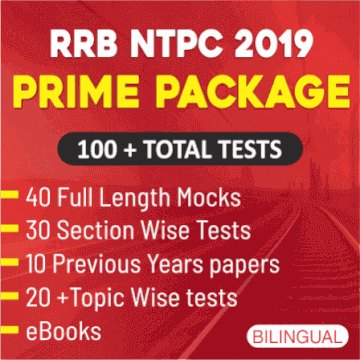 RRB NTPC 2019
PRIME PACKAGE
100 + TOTAL TESTS
40 Full Length Mocks
30 Section Wise Tests
10 Previous Years papers
20 +Topic Wise tests
eBooks
BILINGUAL